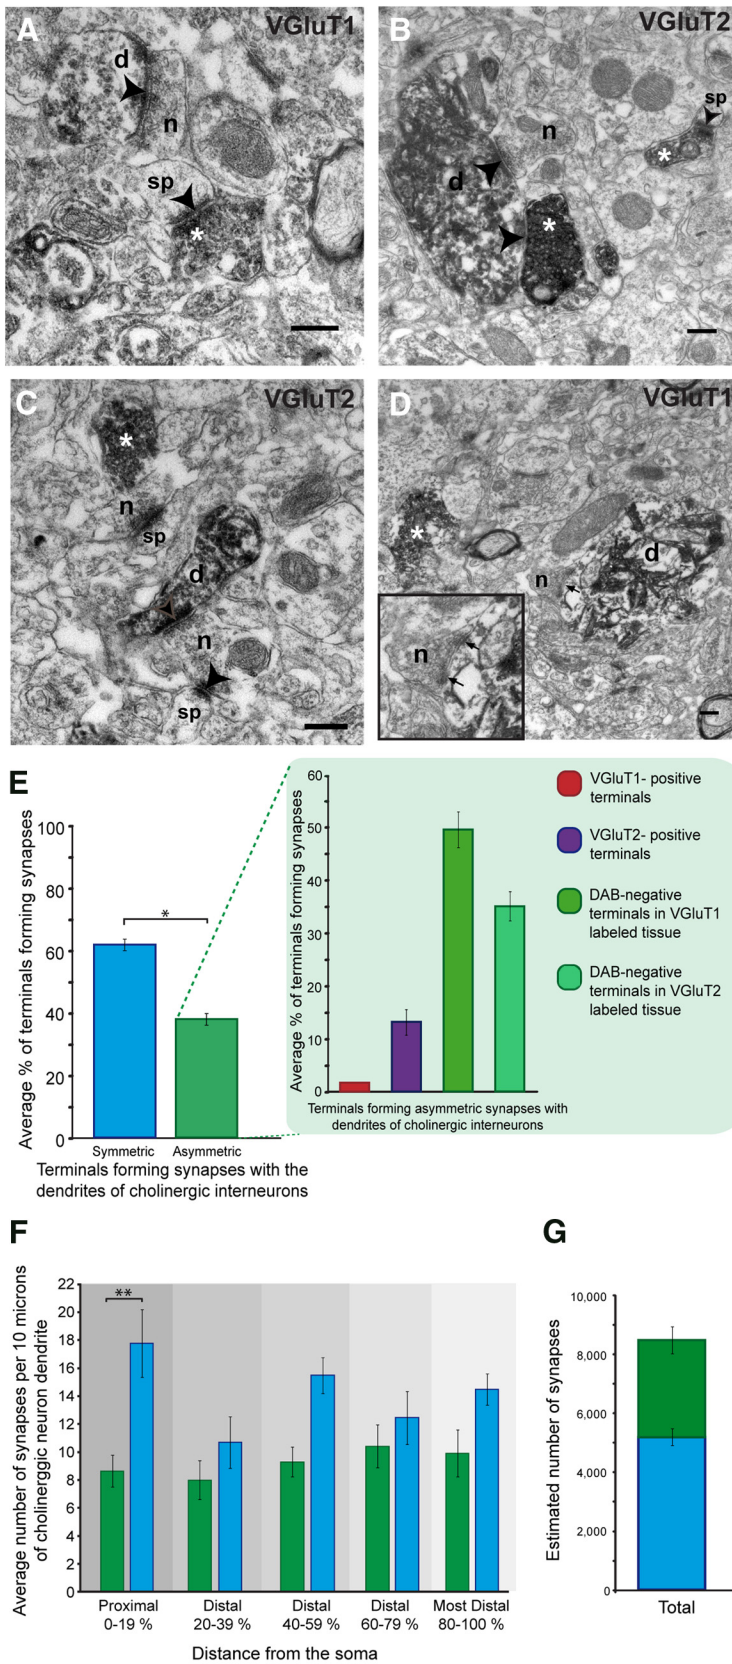 A
VGluT1
d
n
sp
*
B
VGluT2
sp
n
*
d
*
C
VGluT2
*
n
sp
d
n
sp
D
VGluT1
*
d
n
n
E
Average % of terminals forming synapses
100
80
60
40
20
0
*
Symmetric
Asymmetric
Terminals forming synapses with the
dendrites of cholinergic interneurons
Average % of terminals forming synapses
60
50
40
30
20
10
0
Terminals forming asymmetric synapses with
dendrites of cholinergic interneurons
VGluT1- positive
terminals
VGluT2- positive
terminals
DAB-negative
terminals in VGluT1
labeled tissue
DAB-negative
terminals in VGluT2
labeled tissue
F
Average number of synapses per 10 microns
of cholinerggic neuron dendrite
22
20
18
16
14
12
10
8
6
4
2
0
**
Proximal
0-19 %
Distal
20-39 %
Distal
40-59 %
Distal
60-79 %
Most Distal
80-100 %
Distance from the soma
G
Estimated number of synapses
10,000
8,000
6,000
4,000
2,000
0
Total